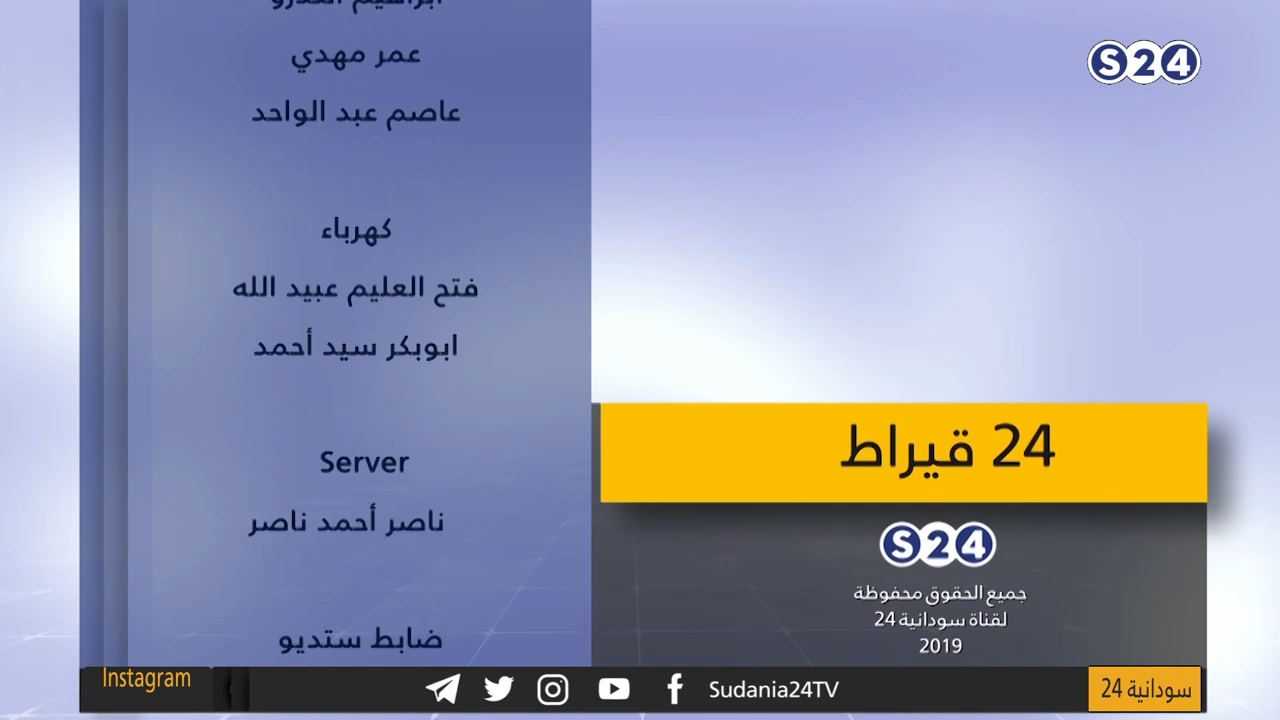 S24
عمر مهدي
عاصم عبد الواحد
كهرباء
فتح العليم عبيد الله
ابوبكر سيد أحمد
Server
ناصر أحمد ناصر
ضابط ستديو
24 قيراط
S24
جميع الحقوق محفوظة
لقناة سودانية 24
2019
Instagram
Sudania24TV
سودانية 24